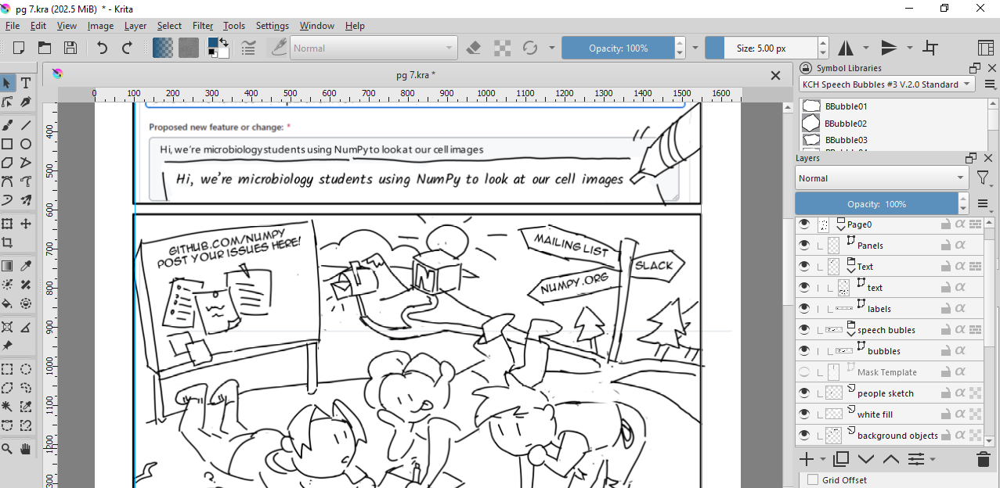 pg 7.kra (202.5 MiB) * - Krita
File Edit View Image Layer Select Filter Tools Settings Window Help
Normal
Opacity: 100%
Size: 5.00 px
pg 7.kra *
0 100 200 300 400 500 600 700 800 900 1000 1100 1200 1300 1400 1500 1600
400
500
600
700
800
900
1000
1100
1200
300
Proposed new feature or change: *
Hi, we're microbiology students using NumPy to look at our cell images
Hi, we're microbiology students using NumPy to look at our cell images
GITHUB.COM/NUMPY
POST YOUR ISSUES HERE!
N
MAILING LIST
SLACK
NUMPY.ORG
?
Symbol Libraries
KCH Speech Bubbles #3 V.2.0 Standard
BBubble01
BBubble02
BBubble03
Layers
Normal
Opacity: 100%
Page0
Panels
Text
text
labels
speech bubles
bubbles
Mask Template
people sketch
white fill
background objects
Grid Offset